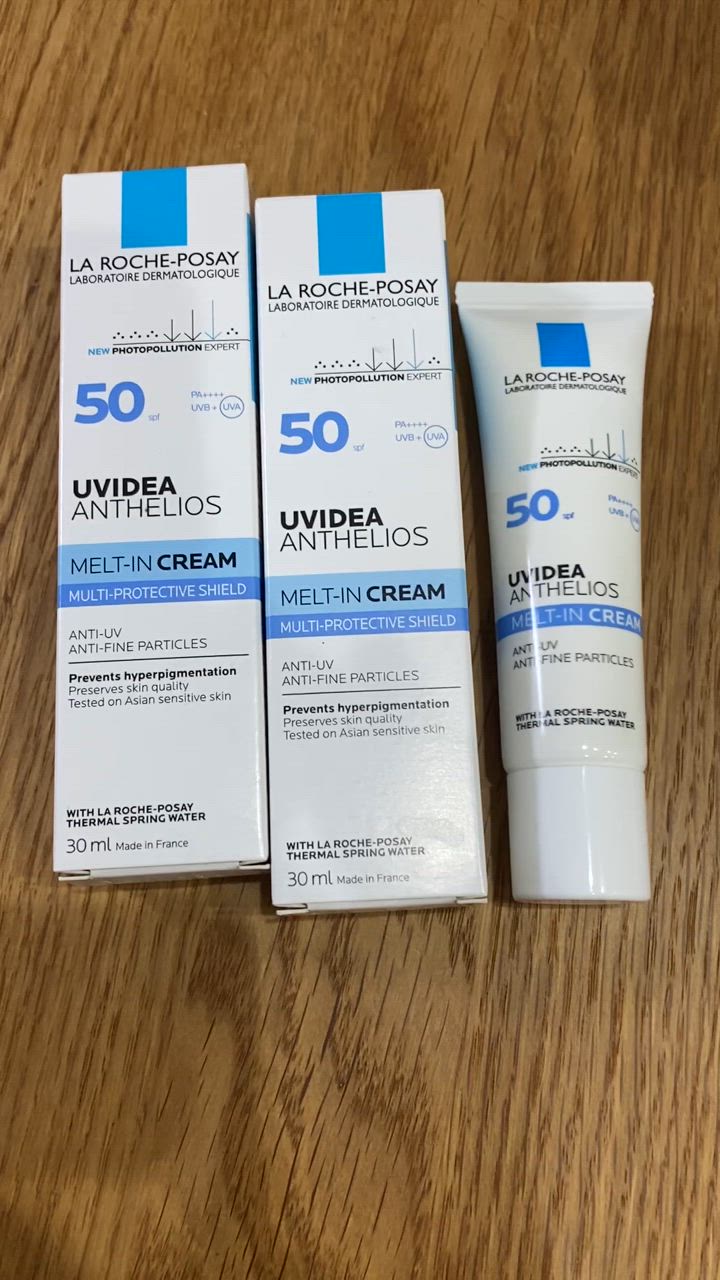 LA ROCHE-POSAY
LABORATOIRE DERMATOLOGIQUE
NEW PHOTOPOLLUTION EXPERT
50 spf
PA++++
UVB + UVA
UVIDEA
ANTHELIOS
MELT-IN CREAM
MULTI-PROTECTIVE SHIELD
ANTI-UV
ANTI-FINE PARTICLES
Prevents hyperpigmentation
Preserves skin quality
Tested on Asian sensitive skin
WITH LA ROCHE-POSAY
THERMAL SPRING WATER
30 ml Made in France
LA ROCHE-POSAY
LABORATOIRE DERMATOLOGIQUE
NEW PHOTOPOLLUTION EXPERT
50 spf
PA++++
UVB + UVA
UVIDEA
ANTHELIOS
MELT-IN CREAM
MULTI-PROTECTIVE SHIELD
ANTI-UV
ANTI-FINE PARTICLES
Prevents hyperpigmentation
Preserves skin quality
Tested on Asian sensitive skin
WITH LA ROCHE-POSAY
THERMAL SPRING WATER
30 ml Made in France
LA ROCHE-POSAY
LABORATOIRE DERMATOLOGIQUE
NEW PHOTOPOLLUTION EXPERT
50 spf
PA++++
UVB + UVA
UVIDEA
ANTHELIOS
MELT-IN CREAM
ANTI-UV
ANTI-FINE PARTICLES
WITH LA ROCHE-POSAY
THERMAL SPRING WATER